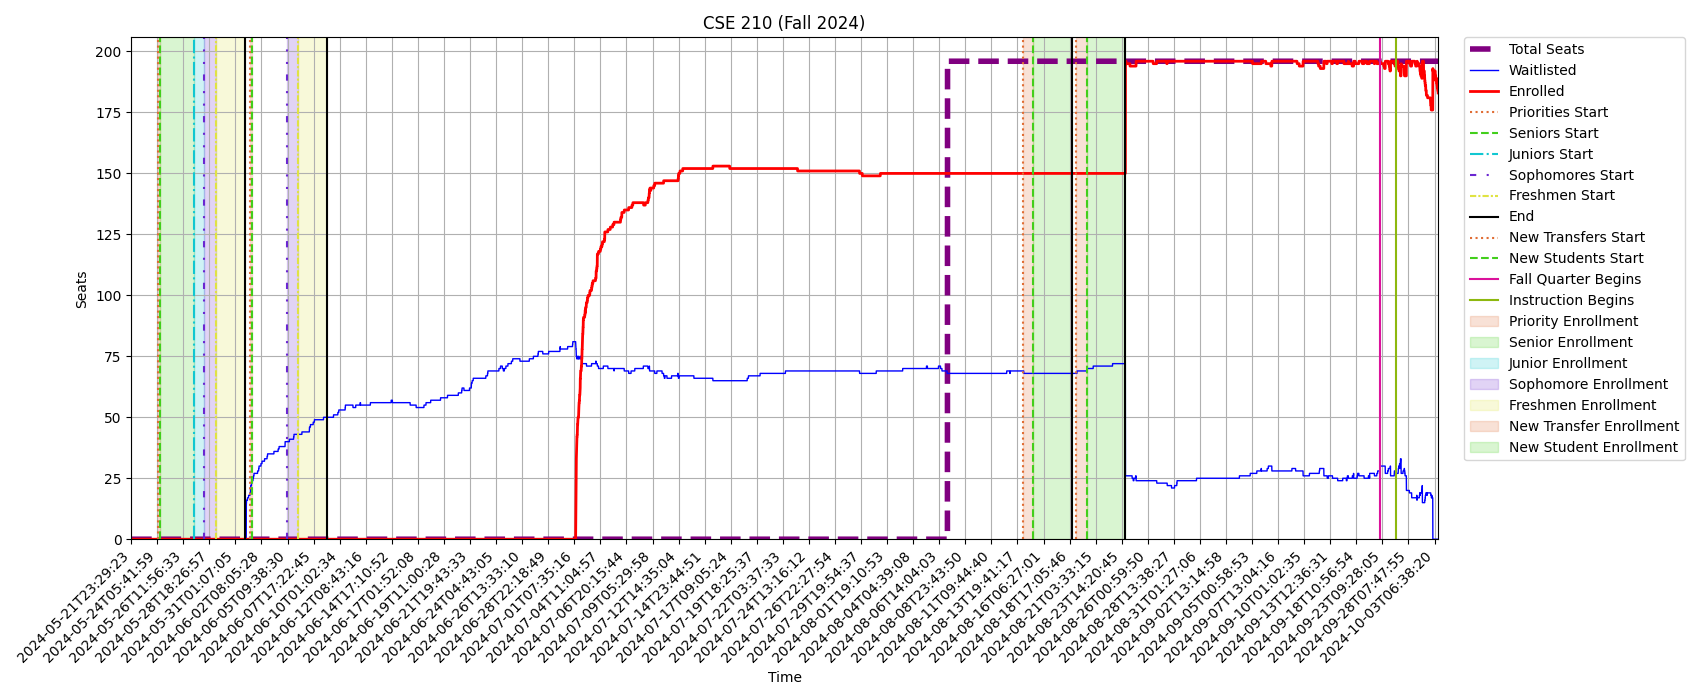 CSE 210 (Fall 2024)
Seats
200
175
150
125
100
75
50
25
0
2024-05-21T23:29:23
2024-05-24T05:41:59
2024-05-26T11:56:33
2024-05-28T18:26:57
2024-05-31T01:07:05
2024-06-02T08:05:28
2024-06-05T09:38:30
2024-06-07T17:22:45
2024-06-10T01:02:34
2024-06-12T08:43:16
2024-06-14T17:10:52
2024-06-17T01:52:08
2024-06-19T11:00:28
2024-06-21T19:43:33
2024-06-24T04:43:05
2024-06-26T13:33:10
2024-06-28T22:18:49
2024-07-01T07:35:16
2024-07-04T11:04:57
2024-07-06T20:15:44
2024-07-09T05:29:58
2024-07-12T14:35:04
2024-07-14T23:44:51
2024-07-17T09:05:24
2024-07-19T18:25:37
2024-07-22T03:37:33
2024-07-24T13:16:12
2024-07-26T22:27:54
2024-07-29T19:54:37
2024-08-01T19:10:53
2024-08-04T04:39:08
2024-08-06T14:04:03
2024-08-08T23:43:50
2024-08-11T09:44:40
2024-08-13T19:41:17
2024-08-16T06:27:01
2024-08-18T17:05:46
2024-08-21T03:33:15
2024-08-23T14:20:45
2024-08-26T00:59:50
2024-08-28T13:38:27
2024-08-31T01:27:06
2024-09-02T13:14:58
2024-09-05T00:58:53
2024-09-07T13:04:16
2024-09-10T01:02:35
2024-09-13T12:36:31
2024-09-18T10:56:54
2024-09-23T09:28:05
2024-09-28T07:47:55
2024-10-03T06:38:20
Time
Total Seats
Waitlisted
Enrolled
Priorities Start
Seniors Start
Juniors Start
Sophomores Start
Freshmen Start
End
New Transfers Start
New Students Start
Fall Quarter Begins
Instruction Begins
Priority Enrollment
Senior Enrollment
Junior Enrollment
Sophomore Enrollment
Freshmen Enrollment
New Transfer Enrollment
New Student Enrollment